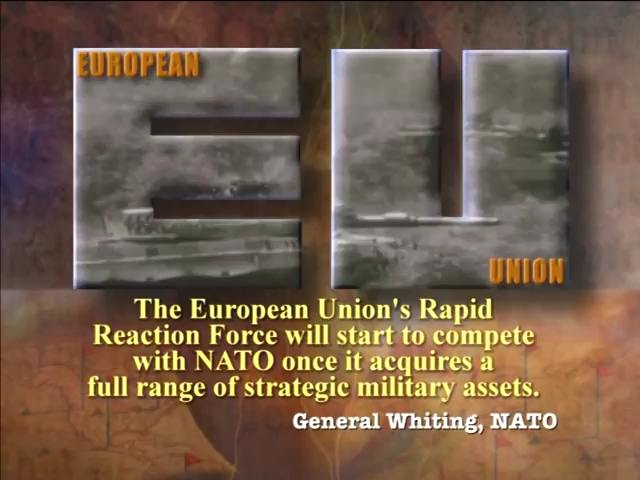 EU
EUROPEAN
UNION
The European Union's Rapid
Reaction Force will start to compete
with NATO once it acquires a
full range of strategic military assets.
General Whiting, NATO